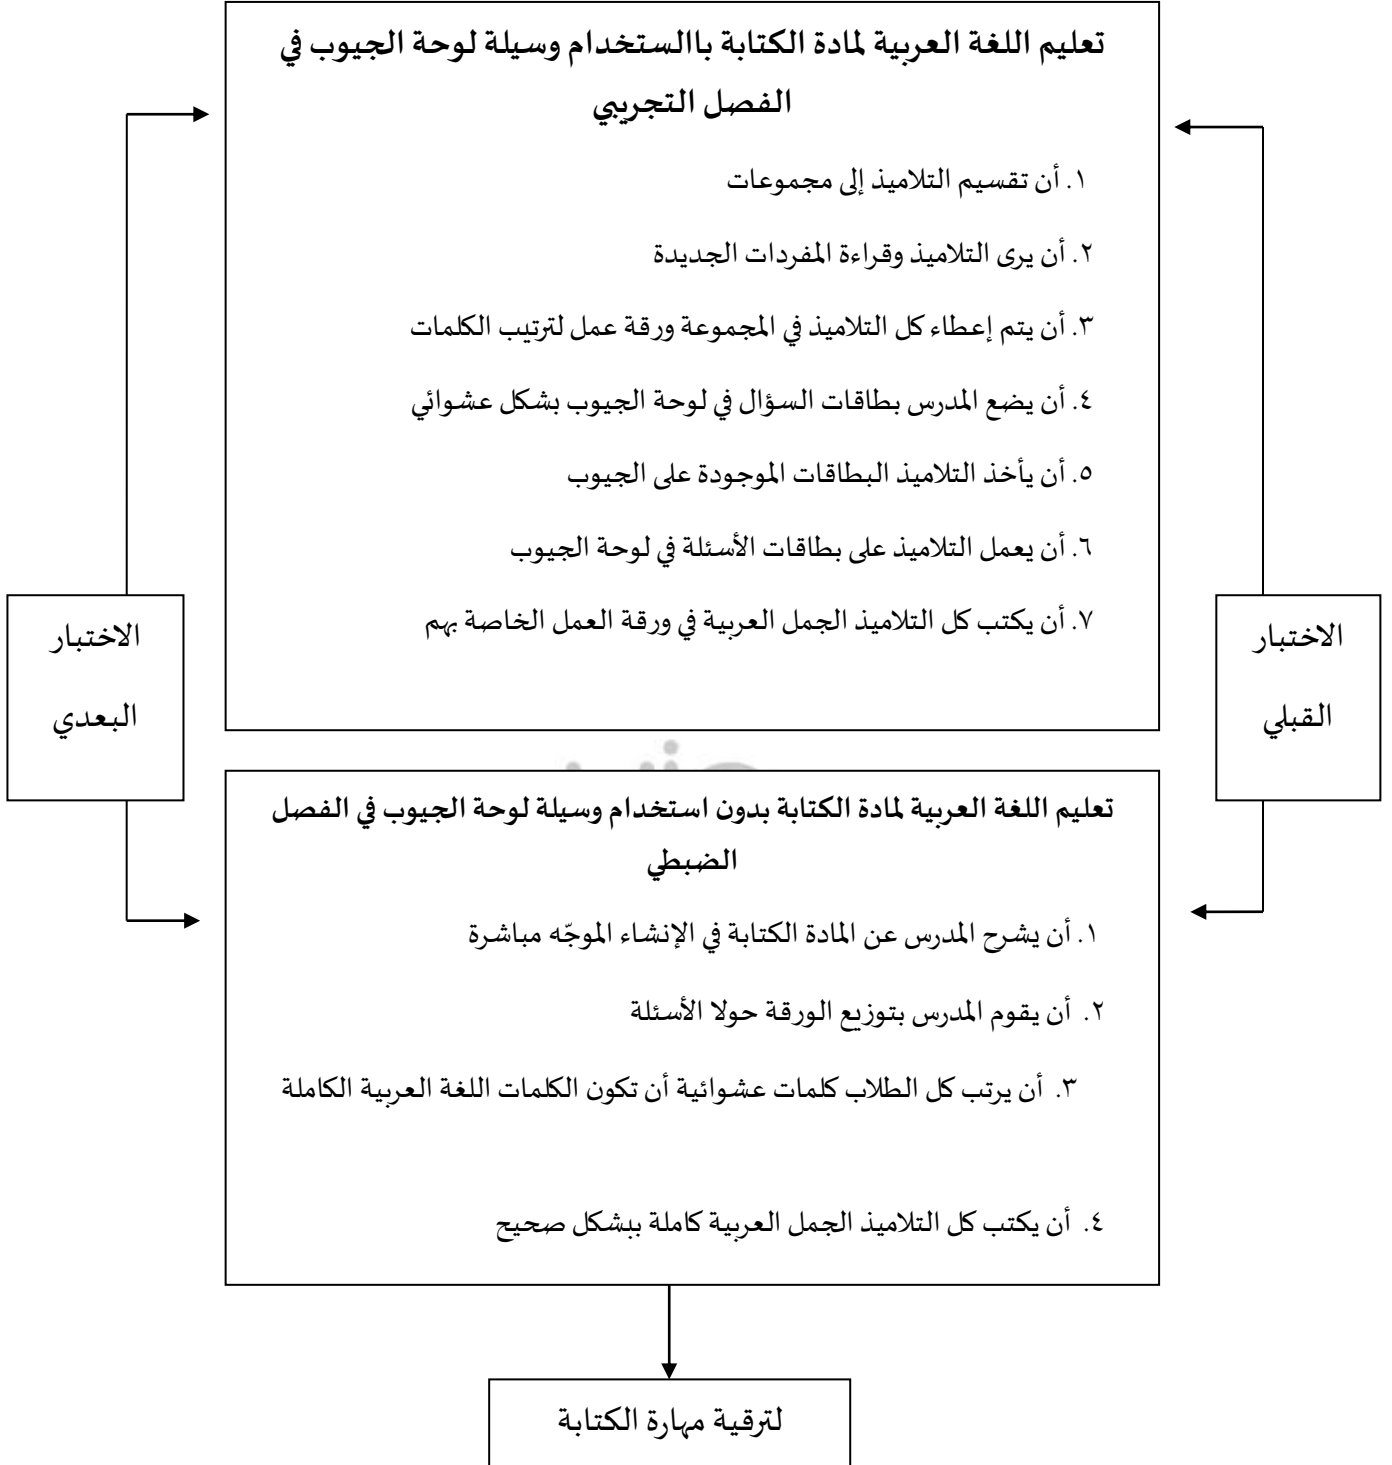 تعليم اللغة العربية لمادة الكتابة باالستخدام وسيلة لوحة الجيوب في
الفصل التجريبي
١. أن تقسيم التلاميذ إلى مجموعات
٢. أن يرى التلاميذ وقراءة المفردات الجديدة
٣. أن يتم إعطاء كل التلاميذ في المجموعة ورقة عمل لترتيب الكلمات
٤. أن يضع المدرس بطاقات السؤال في لوحة الجيوب بشكل عشوائي
٥. أن يأخذ التلاميذ البطاقات الموجودة على الجيوب
٦. أن يعمل التلاميذ على بطاقات الأسئلة في لوحة الجيوب
٧. أن يكتب كل التلاميذ الجمل العربية في ورقة العمل الخاصة بهم
الاختبار
القبلي
الاختبار
البعدي
تعليم اللغة العربية لمادة الكتابة بدون استخدام وسيلة لوحة الجيوب في الفصل
الضبطي
١. أن يشرح المدرس عن المادة الكتابة في الإنشاء الموجّه مباشرة
٢. أن يقوم المدرس بتوزيع الورقة حولا الأسئلة
٣. أن يرتب كل الطلاب كلمات عشوائية أن تكون الكلمات اللغة العربية الكاملة
٤. أن يكتب كل التلاميذ الجمل العربية كاملة ببشكل صحيح
لترقية مهارة الكتابة